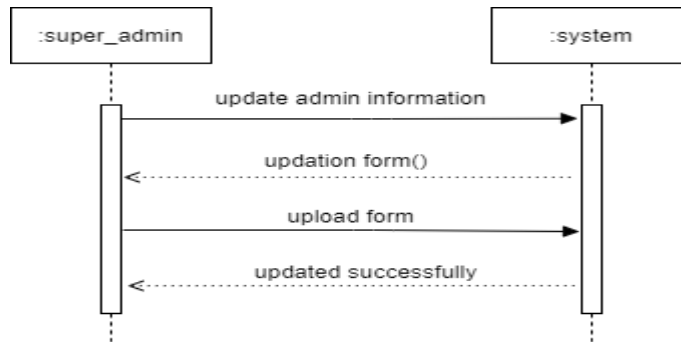 :super_admin
:system
update admin information
updation form()
upload form
updated successfully